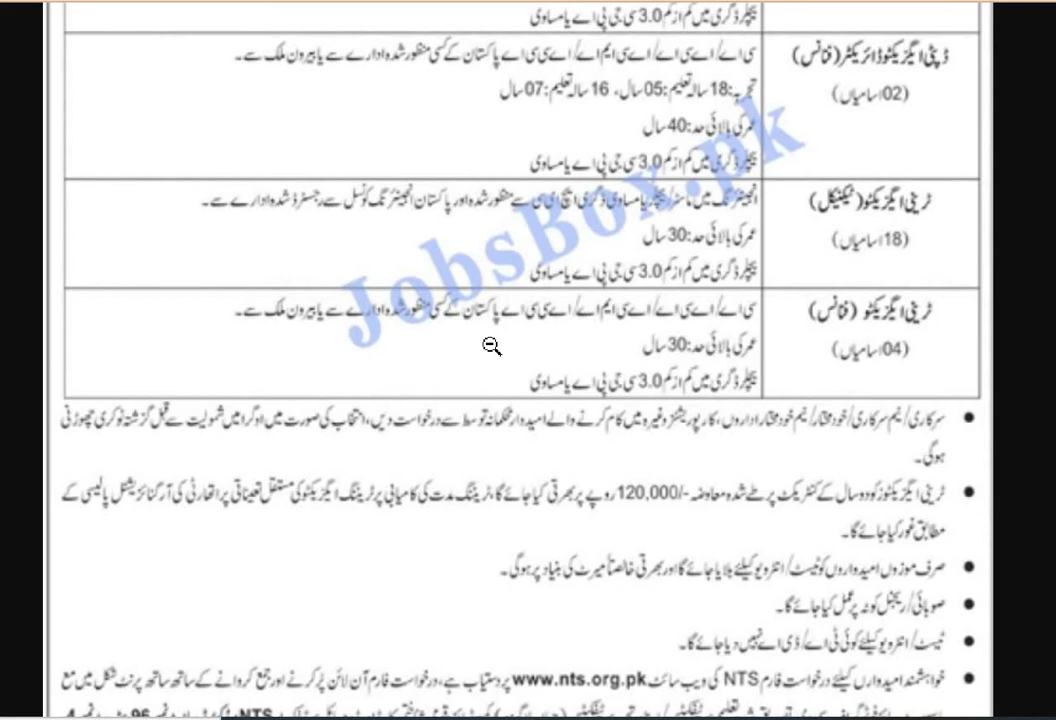 بیچلر ڈگری میں کم از کم 3.0 سی جی پی اے یا مساوی
ڈپٹی ایگزیکٹو ڈائریکٹر (فنانس)
(02 اسامیاں)
سی اے/اے سی اے/اے سی ایم اے/اے سی سی اے پاکستان کے کسی منظور شدہ ادارے سے یا بیرون ملک سے۔
تجربہ: 18 سالہ تعلیم: 05 سال، 16 سالہ تعلیم: 07 سال
عمر کی بالائی حد: 40 سال
بیچلر ڈگری میں کم از کم 3.0 سی جی پی اے یا مساوی
ٹرینی ایگزیکٹو (ٹیکنیکل)
(18 اسامیاں)
انجینئرنگ میں ماسٹر/بیچلر یا مساوی ڈگری ایچ ای سی سے منظور شدہ اور پاکستان انجینئرنگ کونسل سے رجسٹرڈ شدہ ادارے سے۔
عمر کی بالائی حد: 30 سال
بیچلر ڈگری میں کم از کم 3.0 سی جی پی اے یا مساوی
ٹرینی ایگزیکٹو (فنانس)
(04 اسامیاں)
سی اے/اے سی اے/اے سی ایم اے/اے سی سی اے پاکستان کے کسی منظور شدہ ادارے سے یا بیرون ملک سے۔
عمر کی بالائی حد: 30 سال
بیچلر ڈگری میں کم از کم 3.0 سی جی پی اے یا مساوی
JobsBox.pk
● سرکاری/نیم سرکاری/خود مختار/نیم خود مختار اداروں، کارپوریشنز وغیرہ میں کام کرنے والے امیدوار محکمانہ توسط سے درخواست دیں، انتخاب کی صورت میں اوگرا میں شمولیت سے قبل گزشتہ نوکری چھوڑنی
ہوگی۔
● ٹرینی ایگزیکٹوز کو دو سال کے کنٹریکٹ پر طے شدہ معاوضہ -/120,000 روپے پر بھرتی کیا جائے گا، ٹریننگ مدت کی کامیابی پر ٹریننگ ایگزیکٹو کی مستقل تعیناتی پر اتھارٹی کی آرگنائزیشنل پالیسی کے
مطابق غور کیا جائے گا۔
● صرف موزوں امیدواروں کو ٹیسٹ/انٹرویو کیلئے بلایا جائے گا اور بھرتی خالصتاً میرٹ کی بنیاد پر ہوگی۔
● صوبائی/ریجنل کوٹہ پر عمل کیا جائے گا۔
● ٹیسٹ/انٹرویو کیلئے کوئی ٹی اے/ڈی اے نہیں دیا جائے گا۔
● خواہشمند امیدواروں کیلئے درخواست فارم NTS کی ویب سائٹ www.nts.org.pk پر دستیاب ہے، درخواست فارم آن لائن پُر کرنے اور جمع کروانے کے ساتھ ساتھ پرنٹ شکل میں مع